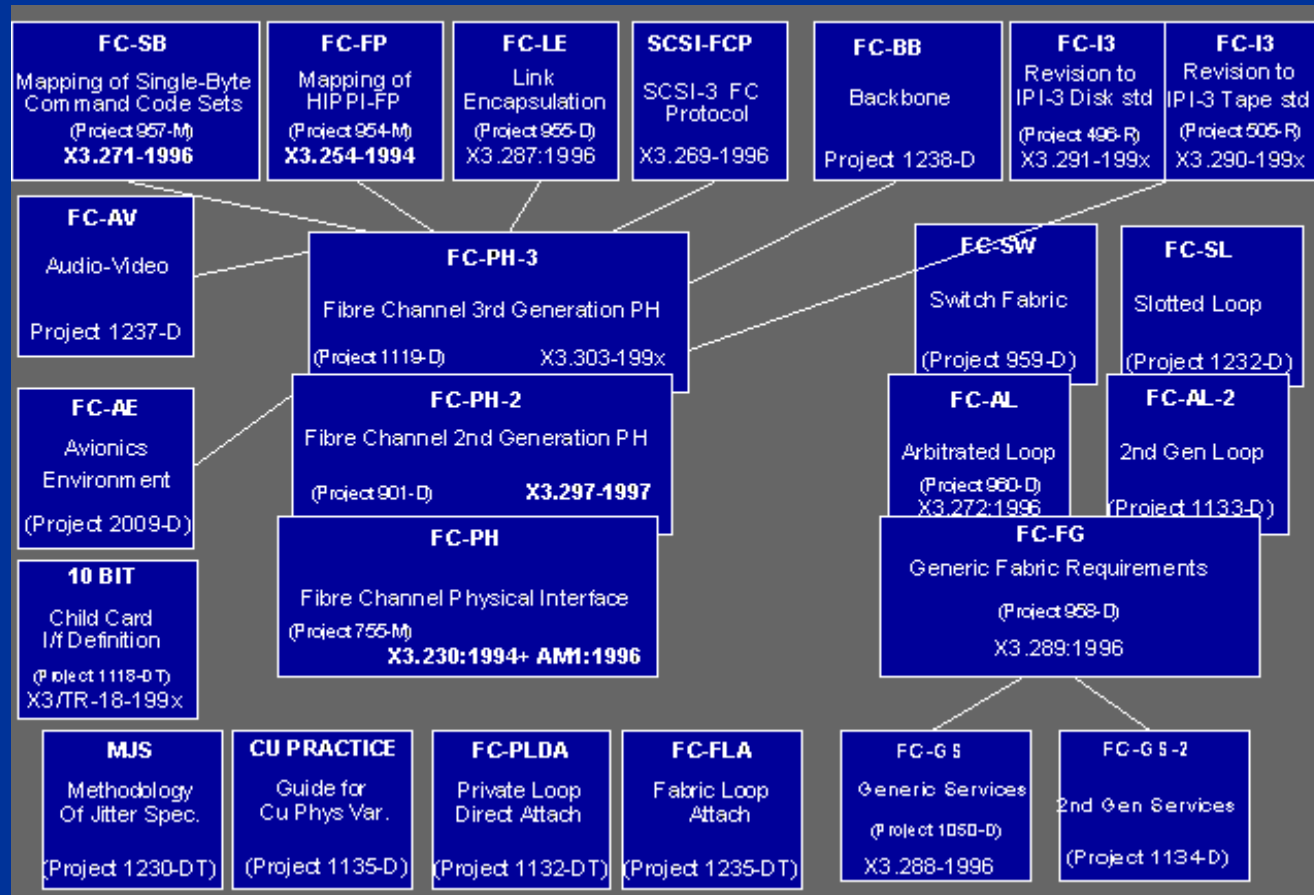 FC-SB
Mapping of Single-Byte
Command Code Sets
(Project 957-M)
X3.271-1996
FC-FP
Mapping of
HIPPI-FP
(Project 954-M)
X3.254-1994
FC-LE
Link
Encapsulation
(Project 955-D)
X3.287:1996
SCSI-FCP
SCSI-3 FC
Protocol
X3.269-1996
FC-BB
Backbone
Project 1238-D
FC-I3
Revision to
IPI-3 Disk std
(Project 496-R)
X3.291-199x
FC-I3
Revision to
IPI-3 Tape std
(Project 505-R)
X3.290-199x
FC-AV
Audio-Video
Project 1237-D
FC-PH-3
Fibre Channel 3rd Generation PH
(Project 1119-D) X3.303-199x
FC-SW
Switch Fabric
(Project 959-D)
FC-SL
Slotted Loop
(Project 1232-D)
FC-AE
Avionics
Environment
(Project 2009-D)
FC-PH-2
Fibre Channel 2nd Generation PH
(Project 901-D) X3.297-1997
FC-AL
Arbitrated Loop
(Project 960-D)
X3.272:1996
FC-AL-2
2nd Gen Loop
(Project 1133-D)
FC-PH
Fibre Channel Physical Interface
(Project 755-M)
X3.230:1994+ AM1:1996
FC-FG
Generic Fabric Requirements
(Project 958-D)
X3.289:1996
10 BIT
Child Card
I/f Definition
(Project 1118-DT)
X3/TR-18-199x
MJS
Methodology
Of Jitter Spec.
(Project 1230-DT)
CU PRACTICE
Guide for
Cu Phys Var.
(Project 1135-D)
FC-PLDA
Private Loop
Direct Attach
(Project 1132-DT)
FC-FLA
Fabric Loop
Attach
(Project 1235-DT)
FC-GS
Generic Services
(Project 1050-D)
X3.288-1996
FC-GS-2
2nd Gen Services
(Project 1134-D)